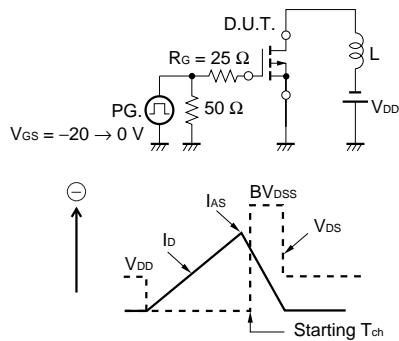 D.U.T.
RG = 25 Ω
L
PG.
50 Ω
VDD
VGS = −20 → 0 V
−
BVDSS
IAS
ID
VDS
VDD
Starting Tch